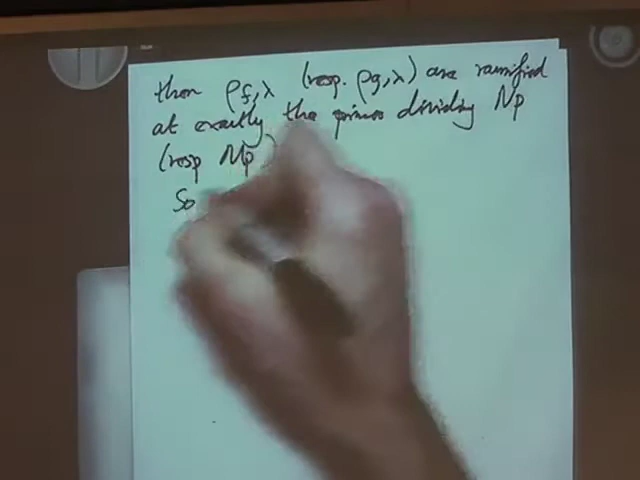 then ρf,λ (resp. ρg,λ) are ramified
at exactly the primes dividing Np
(resp Mp)
So